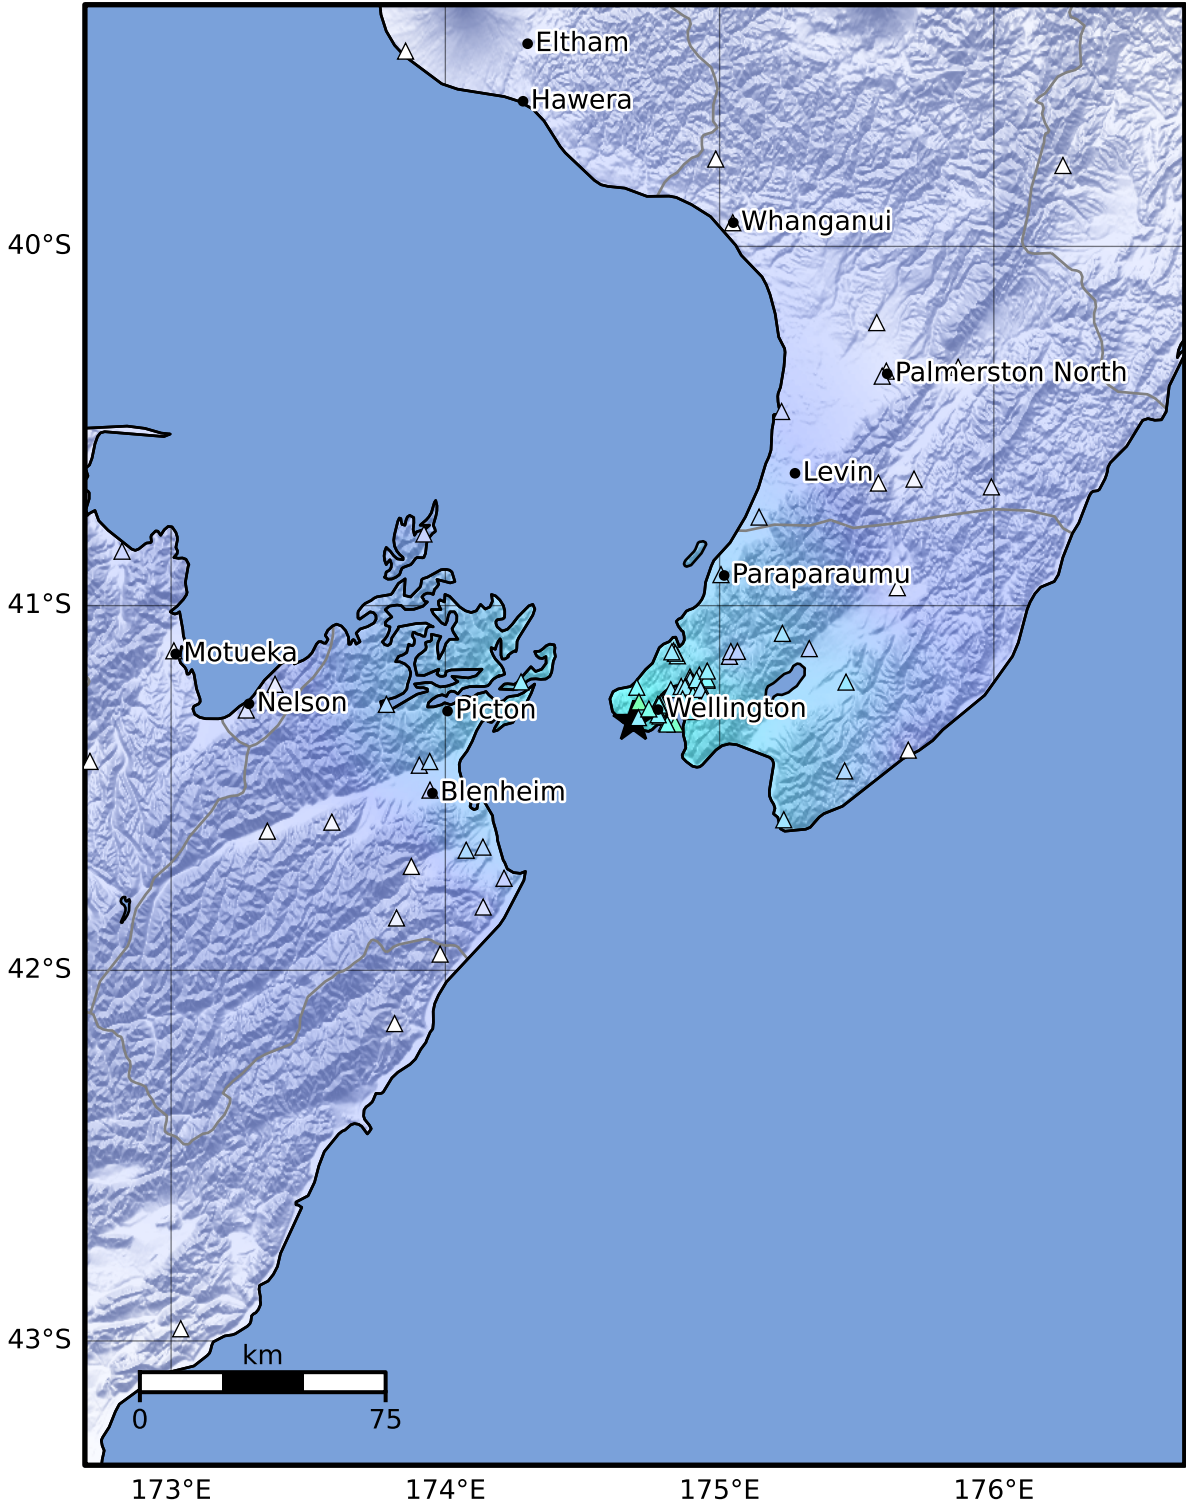 Eltham
Hawera
Whanganui
40°S
Palmerston North
Levin
Paraparaumu
41°S
Motueka
Nelson
Picton
Wellington
Blenheim
42°S
43°S
km
0
75
173°E
174°E
175°E
176°E